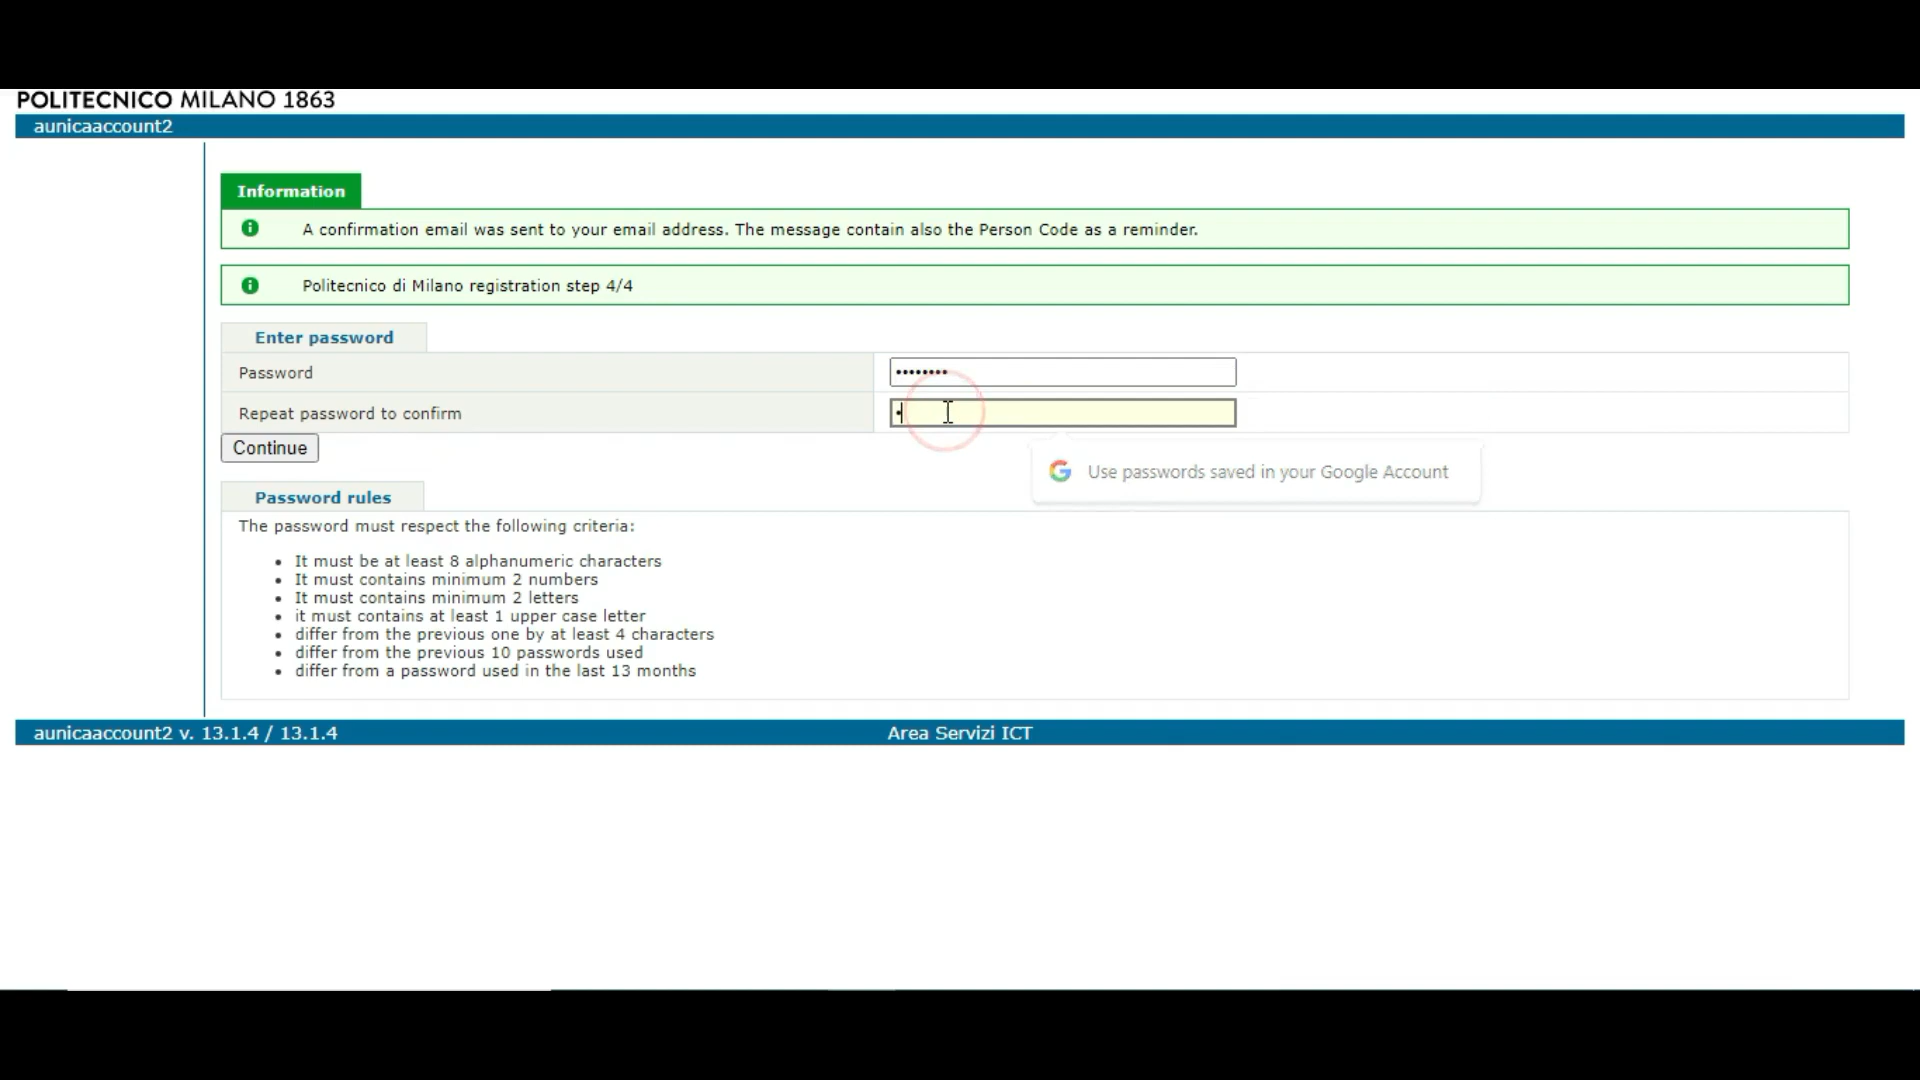 POLITECNICO MILANO 1863
aunicaaccount2
Information
A confirmation email was sent to your email address. The message contain also the Person Code as a reminder.
Politecnico di Milano registration step 4/4
Enter password
Password ••••••••
Repeat password to confirm •
Continue
Use passwords saved in your Google Account
Password rules
The password must respect the following criteria:
• It must be at least 8 alphanumeric characters
• It must contains minimum 2 numbers
• It must contains minimum 2 letters
• it must contains at least 1 upper case letter
• differ from the previous one by at least 4 characters
• differ from the previous 10 passwords used
• differ from a password used in the last 13 months
aunicaaccount2 v. 13.1.4 / 13.1.4 Area Servizi ICT